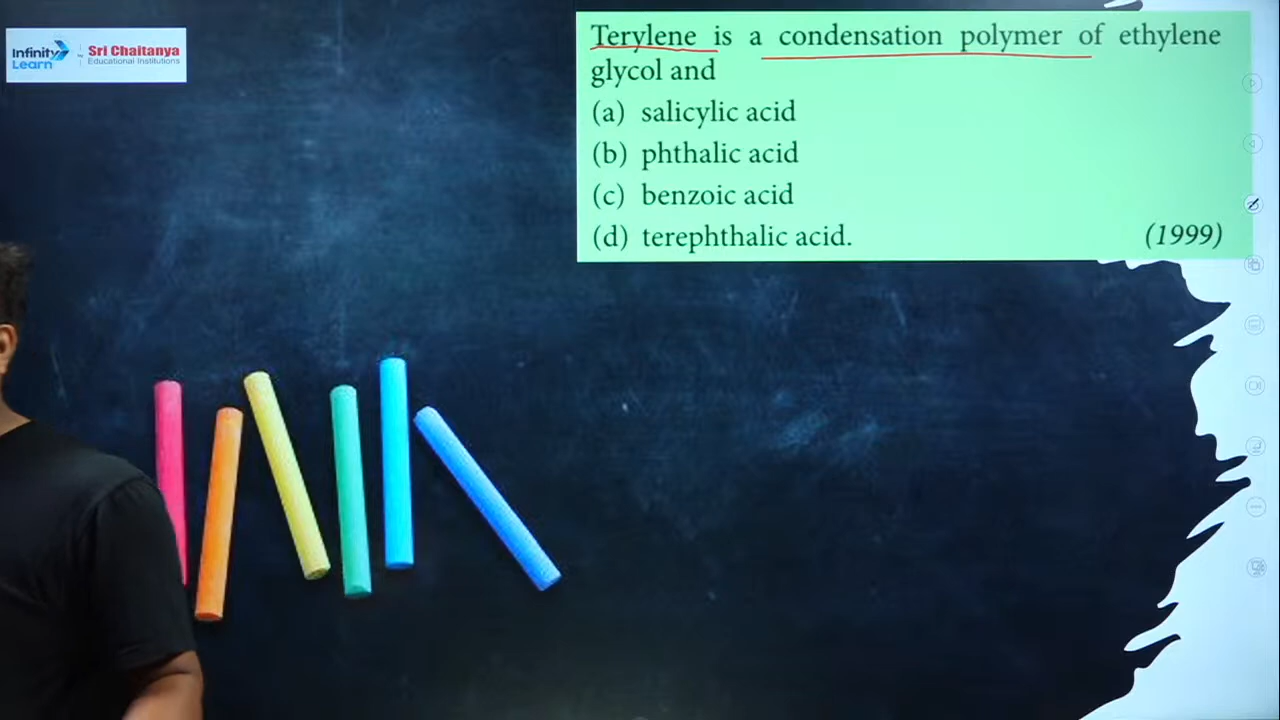 Infinity Learn by Sri Chaitanya Educational Institutions
Terylene is a condensation polymer of ethylene
glycol and
(a) salicylic acid
(b) phthalic acid
(c) benzoic acid
(d) terephthalic acid. (1999)